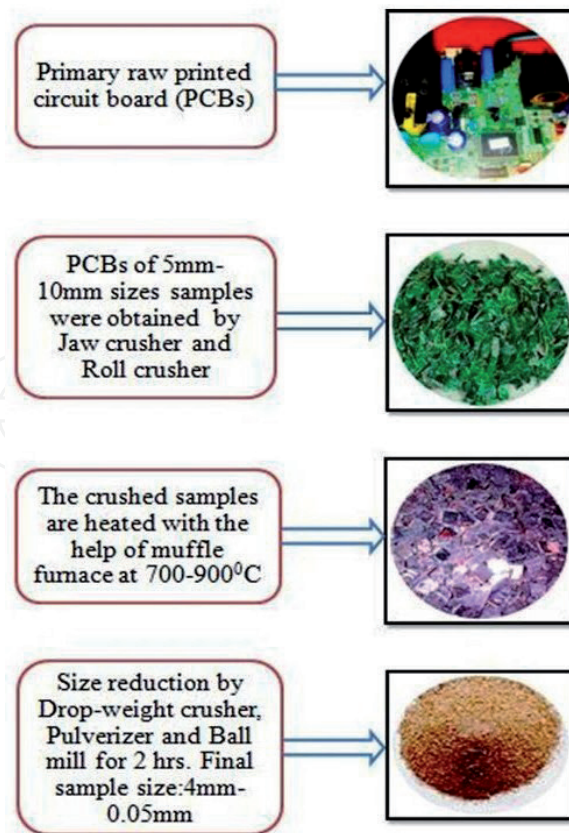 Primary raw printed
circuit board (PCBs)
PCBs of 5mm-
10mm sizes samples
were obtained by
Jaw crusher and
Roll crusher
The crushed samples
are heated with the
help of muffle
furnace at 700-900⁰C
Size reduction by
Drop-weight crusher,
Pulverizer and Ball
mill for 2 hrs. Final
sample size:4mm-
0.05mm